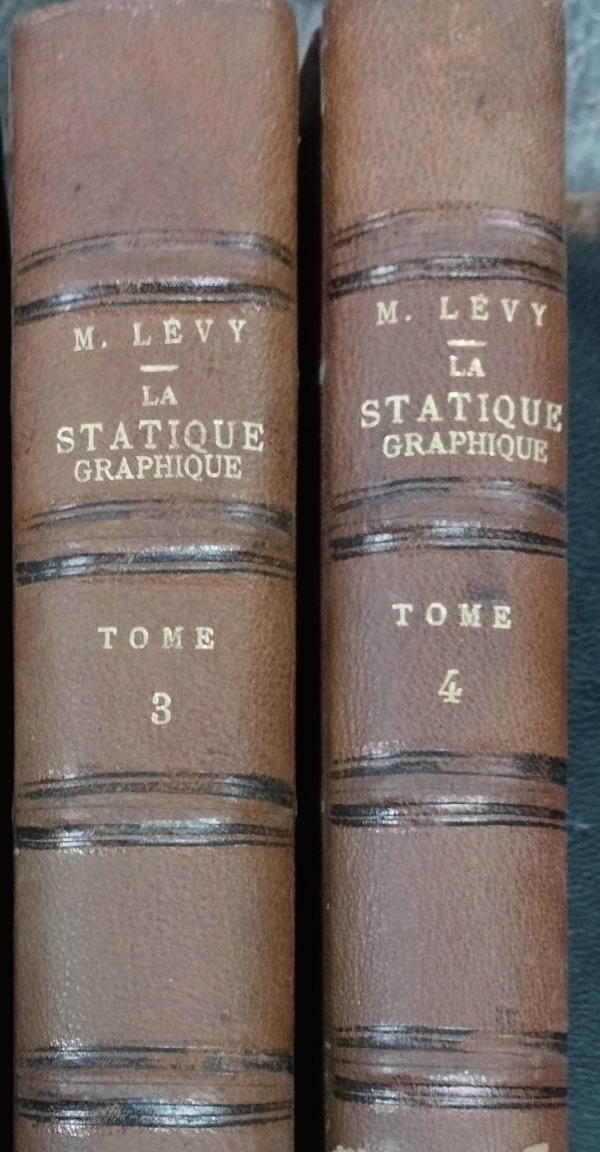 M. LÉVY
LA
STATIQUE
GRAPHIQUE
TOME
3
M. LÉVY
LA
STATIQUE
GRAPHIQUE
TOME
4